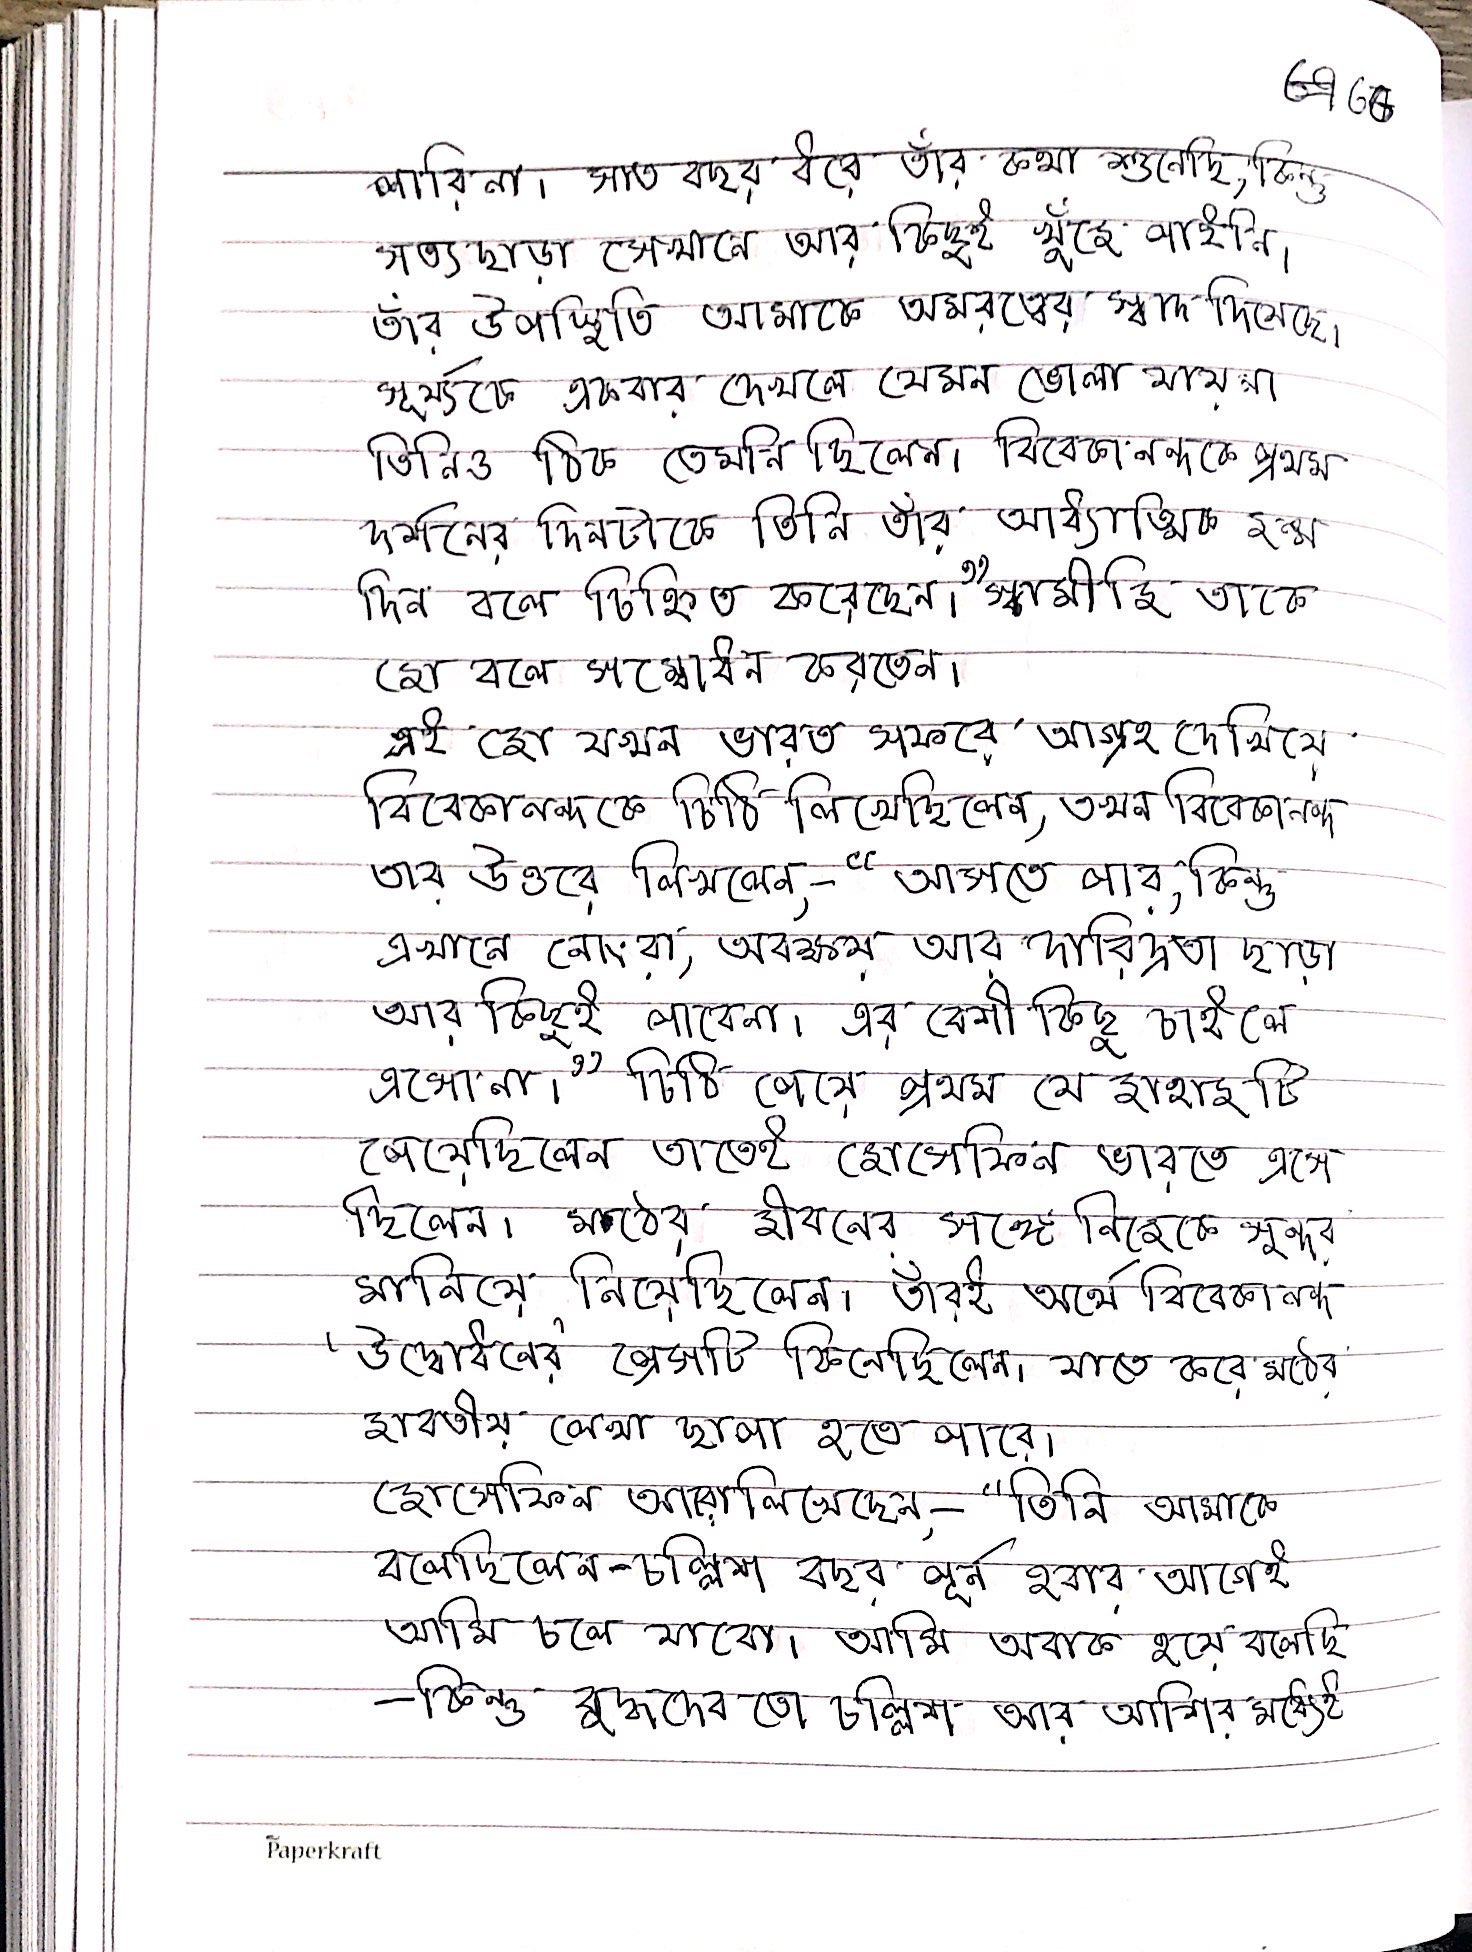 পারিনা। সাত বছর ধরে তাঁর কথা শুনেছি, কিন্তু
সত্যছাড়া সেখানে আর কিছুই খুঁজে পাইনি।
তাঁর উপস্থিতি আমাকে অমরত্বের স্বাদ দিয়েছে।
সূর্য্যকে একবার দেখলে যেমন ভোলা যায়না
তিনিও ঠিক তেমনি ছিলেন। বিবেকানন্দকে প্রথম
দর্শনের দিনটাকে তিনি তাঁর আধ্যাত্মিক জন্ম
দিন বলে চিহ্নিত করেছেন।” স্বামীজি তাকে
জো বলে সম্বোধন করতেন।
এই জো যখন ভারত সফরে আগ্রহ দেখিয়ে
বিবেকানন্দকে চিঠি লিখেছিলেন, তখন বিবেকানন্দ
তার উত্তরে লিখলেন,- “আসতে পার, কিন্তু
এখানে নোংরা, অবক্ষয় আর দারিদ্রতা ছাড়া
আর কিছুই পাবেনা। এর বেশী কিছু চাইলে
এসোনা।” চিঠি পেয়ে প্রথম যে জাহাজটি
পেয়েছিলেন তাতেই জোসেফিন ভারতে এসে
ছিলেন। মঠের জীবনের সঙ্গে নিজেকে সুন্দর
মানিয়ে নিয়েছিলেন। তাঁরই অর্থে বিবেকানন্দ
‘উদ্বোধনের’ প্রেসটি কিনেছিলেন। যাতে করে মঠের
যাবতীয় লেখা ছাপা হতে পারে।
জোসেফিন আরো লিখেছেন,- “তিনি আমাকে
বলেছিলেন-চল্লিশ বছর পূর্ন হবার আগেই
আমি চলে যাবো। আমি অবাক হয়ে বলেছি
-কিন্তু বুদ্ধদেব তো চল্লিশ আর আশির মধ্যেই
Paperkraft